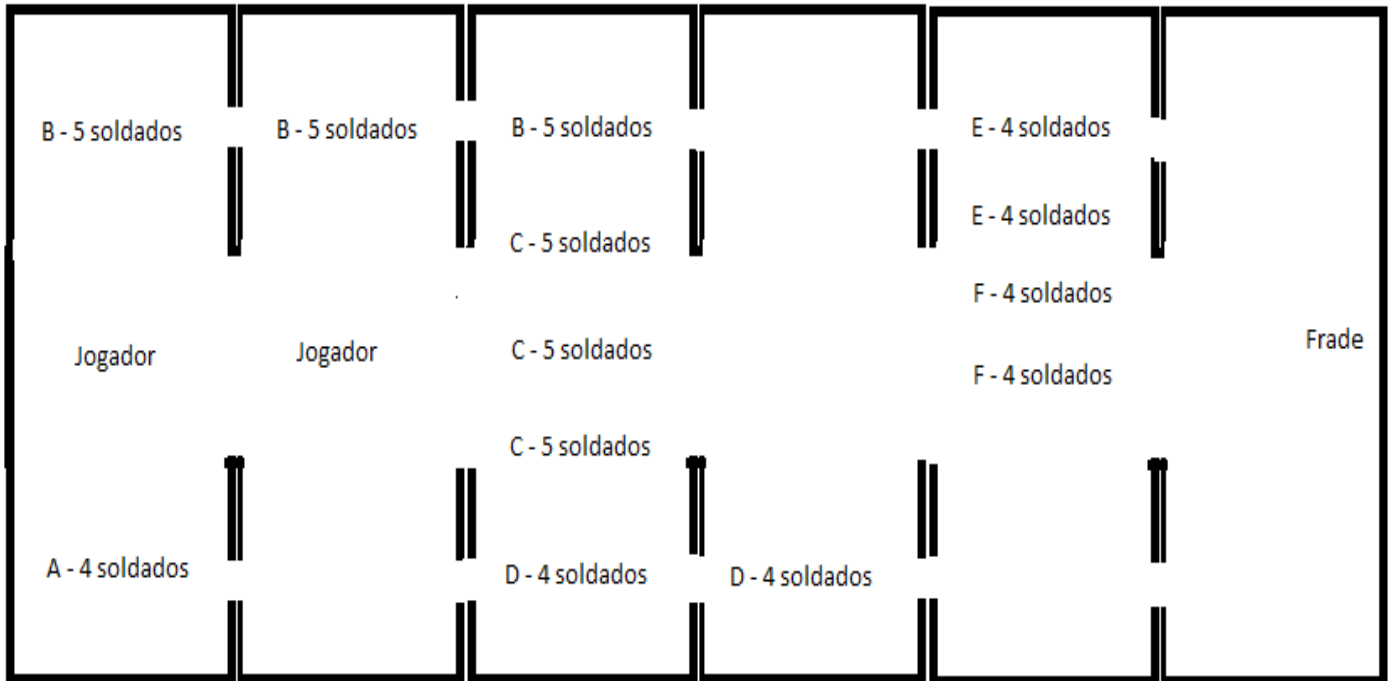 B - 5 soldados
B - 5 soldados
B - 5 soldados
E - 4 soldados
E - 4 soldados
C - 5 soldados
F - 4 soldados
Jogador
Jogador
C - 5 soldados
Frade
F - 4 soldados
C - 5 soldados
A - 4 soldados
D - 4 soldados
D - 4 soldados